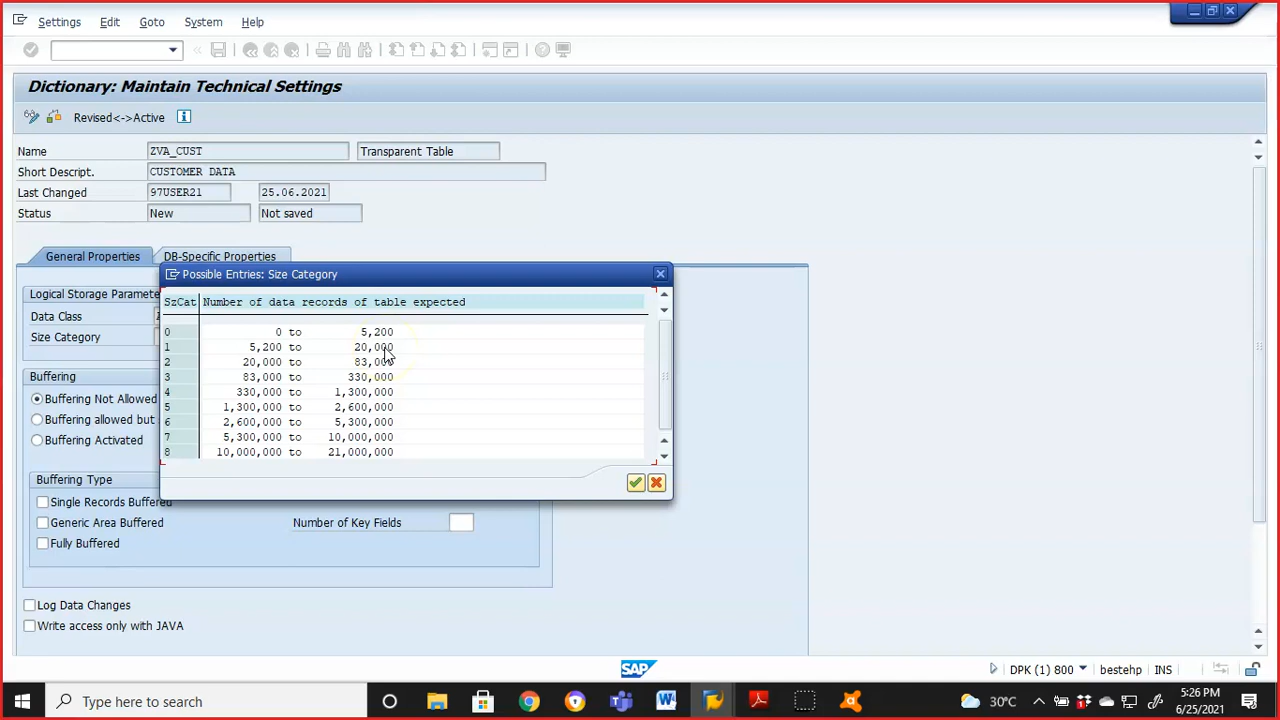 Settings Edit Goto System Help
Dictionary: Maintain Technical Settings
Revised<->Active
Name ZVA_CUST Transparent Table
Short Descript. CUSTOMER DATA
Last Changed 97USER21 25.06.2021
Status New Not saved
General Properties DB-Specific Properties
Possible Entries: Size Category
Logical Storage Paramete
Data Class
Size Category
SzCat Number of data records of table expected
0 0 to 5,200
1 5,200 to 20,000
2 20,000 to 83,000
3 83,000 to 330,000
4 330,000 to 1,300,000
5 1,300,000 to 2,600,000
6 2,600,000 to 5,300,000
7 5,300,000 to 10,000,000
8 10,000,000 to 21,000,000
Buffering
Buffering Not Allowed
Buffering allowed but
Buffering Activated
Buffering Type
Single Records Buffered
Generic Area Buffered Number of Key Fields
Fully Buffered
Log Data Changes
Write access only with JAVA
SAP
DPK (1) 800 bestehp INS
Type here to search
30°C
5:26 PM
6/25/2021